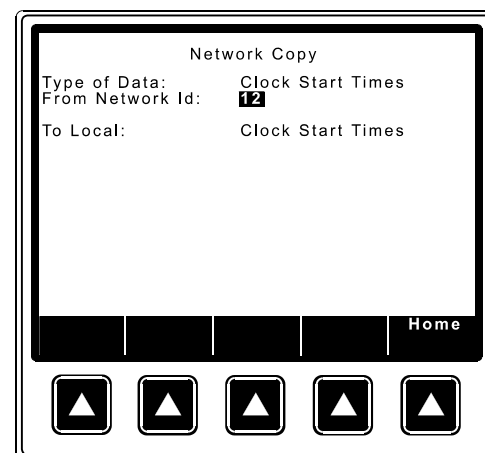 Network Copy
Type of Data: Clock Start Times
From Network Id: 12
To Local: Clock Start Times
Home